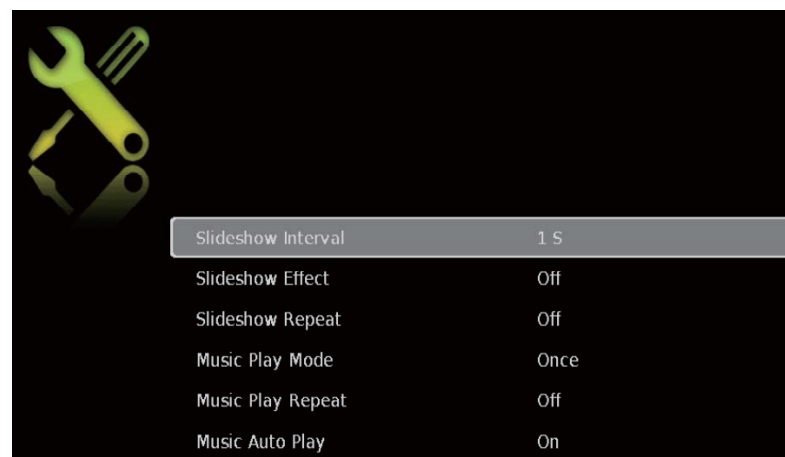 Slideshow Interval 1 S
Slideshow Effect Off
Slideshow Repeat Off
Music Play Mode Once
Music Play Repeat Off
Music Auto Play On